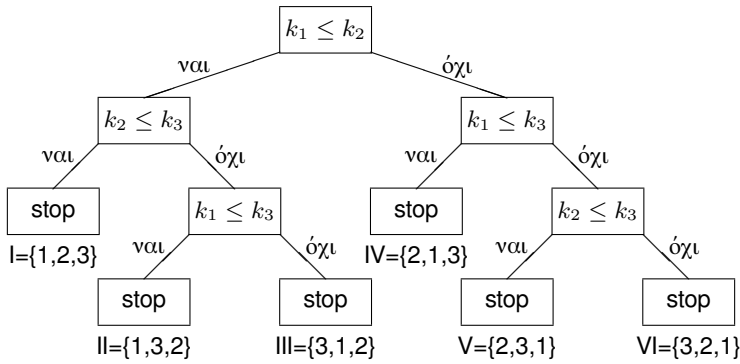 k₁ ≤ k₂
ναι όχι
k₂ ≤ k₃ k₁ ≤ k₃
ναι όχι ναι όχι
stop k₁ ≤ k₃ stop k₂ ≤ k₃
I={1,2,3} ναι όχι IV={2,1,3} ναι όχι
stop stop stop stop
II={1,3,2} III={3,1,2} V={2,3,1} VI={3,2,1}